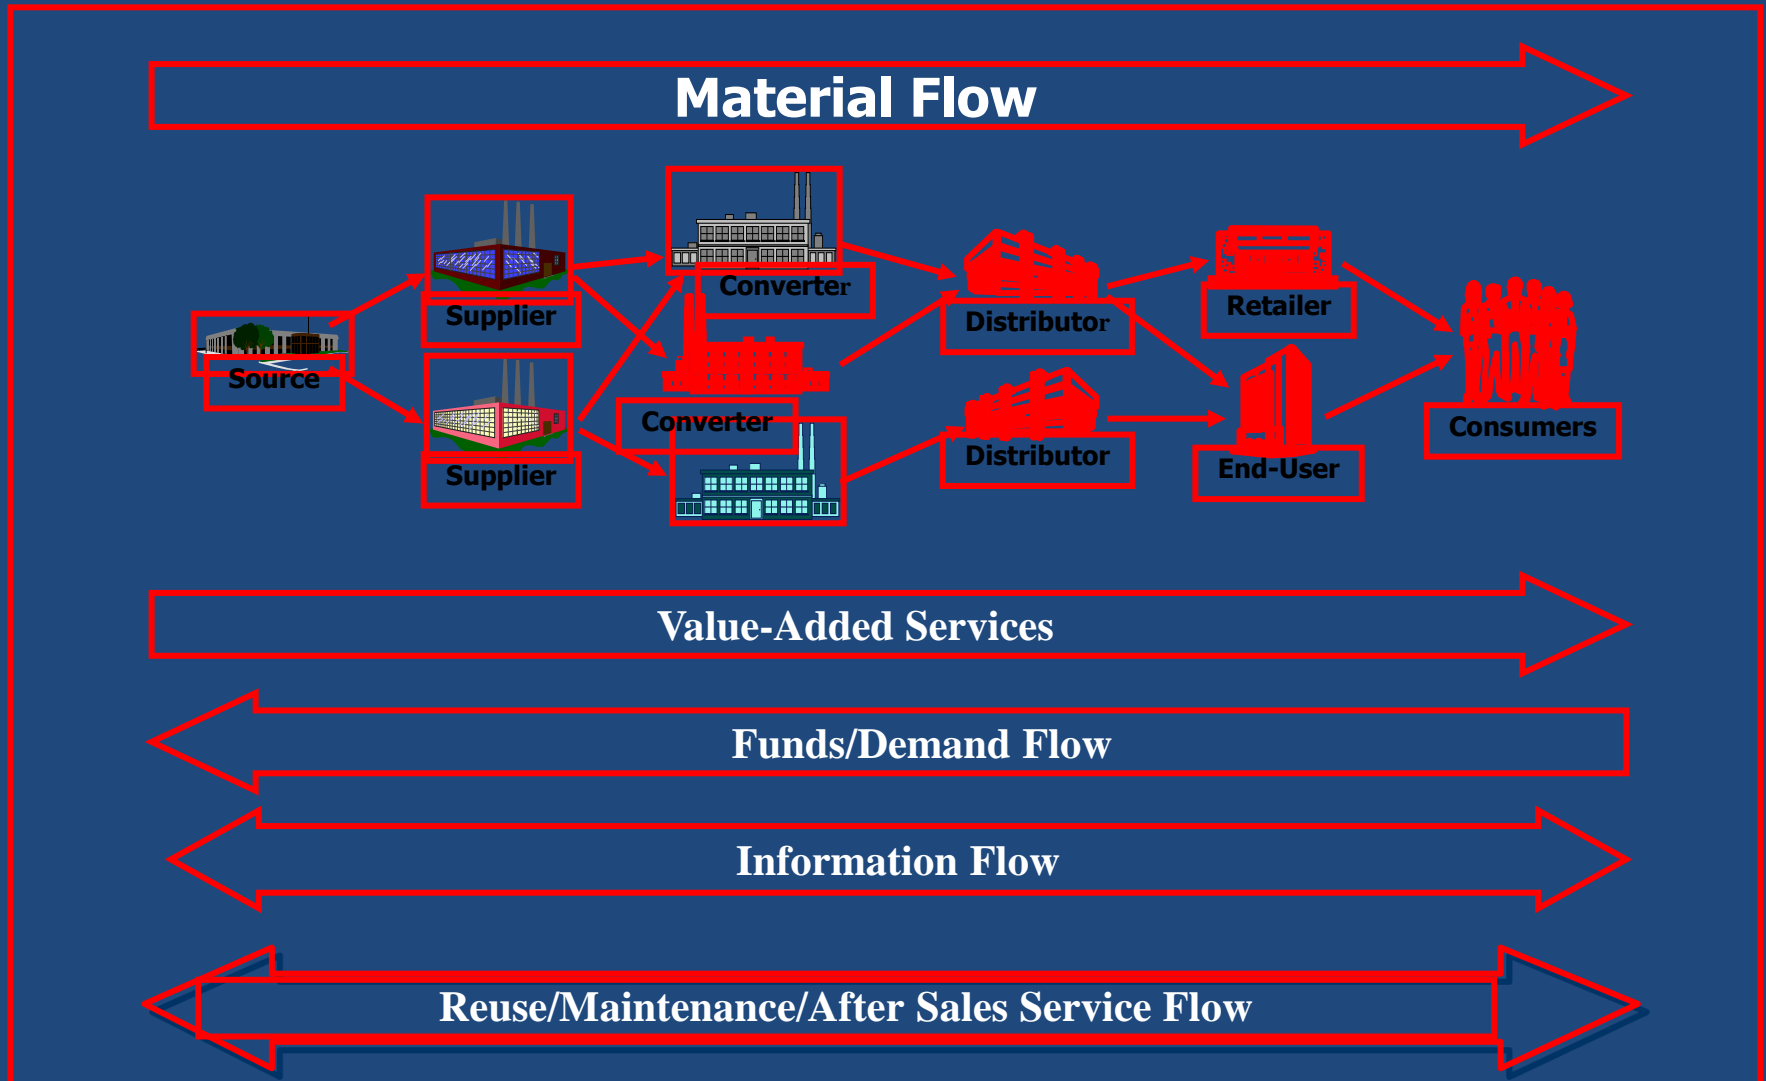 Material Flow
Converter
Supplier
Distributor
Retailer
Source
Converter
Consumers
Supplier
Distributor
End-User
Value-Added Services
Funds/Demand Flow
Information Flow
Reuse/Maintenance/After Sales Service Flow